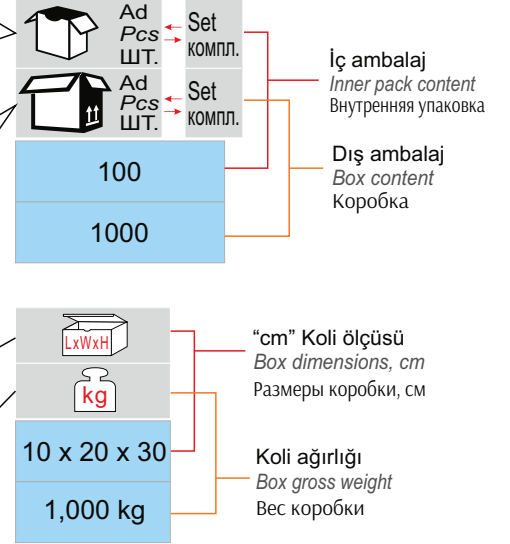 Ad
Pcs
ШТ.
Set
компл.
Ad
Pcs
ШТ.
Set
компл.
100
1000
İç ambalaj
Inner pack content
Внутренняя упаковка
Dış ambalaj
Box content
Коробка
LxWxH
kg
10 x 20 x 30
1,000 kg
“cm” Koli ölçüsü
Box dimensions, cm
Размеры коробки, см
Koli ağırlığı
Box gross weight
Вес коробки